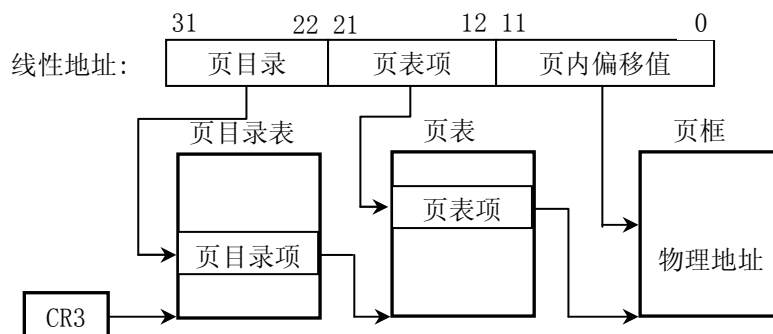 31 22 21 12 11 0
线性地址: 页目录 页表项 页内偏移值
页目录表 页表 页框
页表项
页目录项 物理地址
CR3